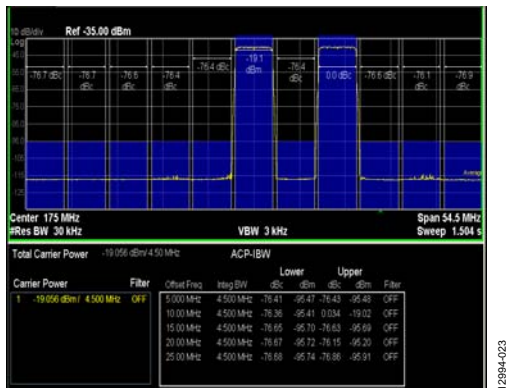 10 dB/div Ref -35.00 dBm
Log
-76.7 dBc -76.7 dBc -76.6 dBc -76.4 dBc -76.4 dBc -19.1 dBm -76.4 dBc 0.0 dBc -76.6 dBc -76.1 dBc -76.9 dBc
Average
Center 175 MHz Span 54.5 MHz
#Res BW 30 kHz VBW 3 kHz Sweep 1.504 s
Total Carrier Power -19.056 dBm/ 4.50 MHz ACP-IBW
Lower Upper
Carrier Power Filter Offset Freq Integ BW dBc dBm dBc dBm Filter
1 -19.056 dBm / 4.500 MHz OFF 5.000 MHz 4.500 MHz -76.41 -95.47 -76.43 -95.48 OFF
10.00 MHz 4.500 MHz -76.36 -95.41 0.034 -19.02 OFF
15.00 MHz 4.500 MHz -76.65 -95.70 -76.63 -95.69 OFF
20.00 MHz 4.500 MHz -76.67 -95.72 -76.15 -95.20 OFF
25.00 MHz 4.500 MHz -76.68 -95.74 -76.86 -95.91 OFF
12994-023